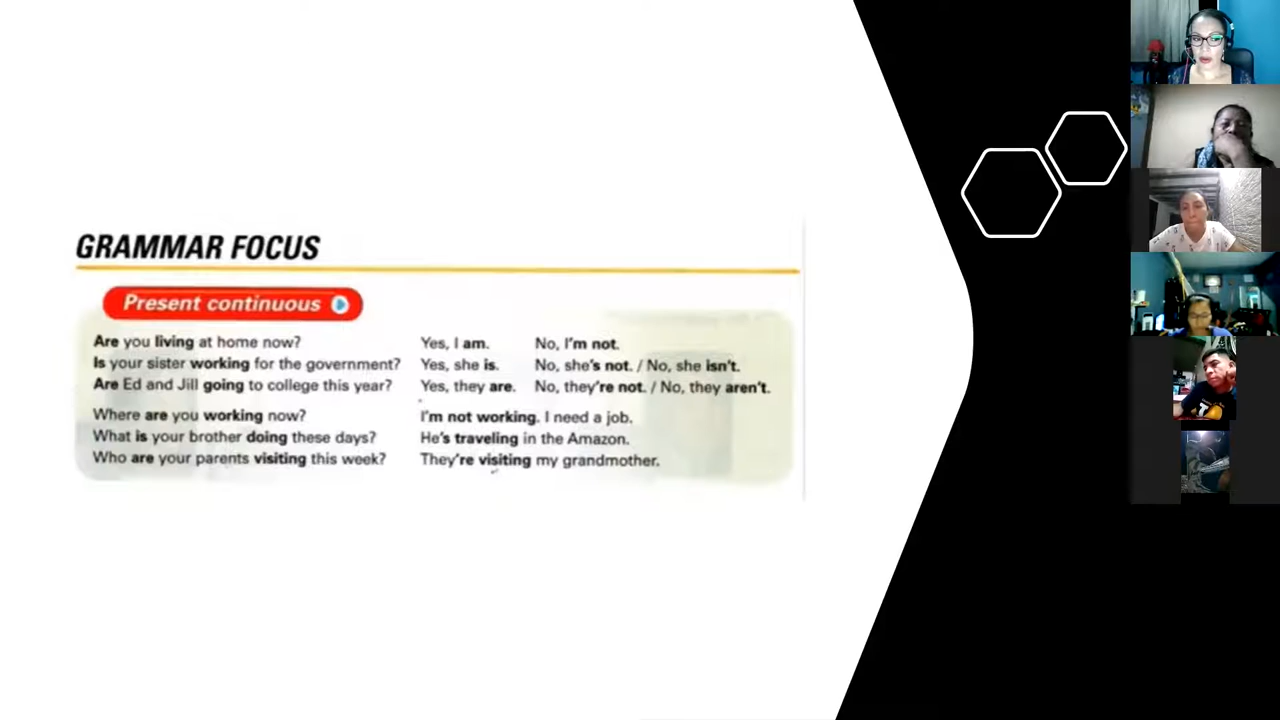 GRAMMAR FOCUS
Present continuous
Are you living at home now? Yes, I am. No, I'm not.
Is your sister working for the government? Yes, she is. No, she's not. / No, she isn't.
Are Ed and Jill going to college this year? Yes, they are. No, they're not. / No, they aren't.
Where are you working now? I'm not working. I need a job.
What is your brother doing these days? He's traveling in the Amazon.
Who are your parents visiting this week? They're visiting my grandmother.